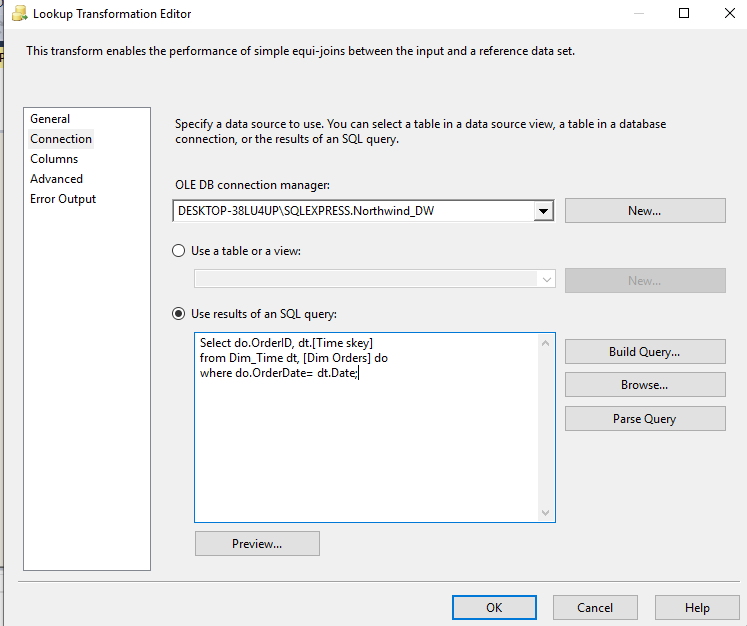 Lookup Transformation Editor
This transform enables the performance of simple equi-joins between the input and a reference data set.
General
Connection
Columns
Advanced
Error Output
Specify a data source to use. You can select a table in a data source view, a table in a database
connection, or the results of an SQL query.
OLE DB connection manager:
DESKTOP-38LU4UP\SQLEXPRESS.Northwind_DW
New...
Use a table or a view:
New...
Use results of an SQL query:
Select do.OrderID, dt.[Time skey]
from Dim_Time dt, [Dim Orders] do
where do.OrderDate= dt.Date;
Build Query...
Browse...
Parse Query
Preview...
OK
Cancel
Help